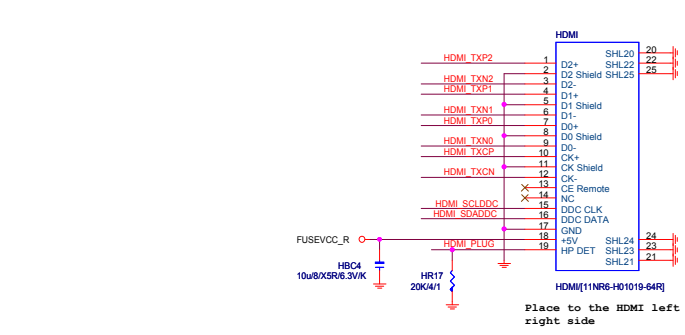 HDMI
HDMI_TXP2 1 D2+ SHL20 20
2 D2 Shield SHL22 22
HDMI_TXN2 3 D2- SHL25 25
HDMI_TXP1 4 D1+
5 D1 Shield
HDMI_TXN1 6 D1-
HDMI_TXP0 7 D0+
8 D0 Shield
HDMI_TXN0 9 D0-
HDMI_TXCP 10 CK+
11 CK Shield
HDMI_TXCN 12 CK-
13 CE Remote
14 NC
HDMI_SCLDDC 15 DDC CLK
HDMI_SDADDC 16 DDC DATA
17 GND
FUSEVCC_R 18 +5V SHL24 24
HDMI_PLUG 19 HP DET SHL23 23
SHL21 21
HBC4
10u/8/X5R/6.3V/K
HR17
20K/4/1
HDMI/[11NR6-H01019-64R]
Place to the HDMI left
right side